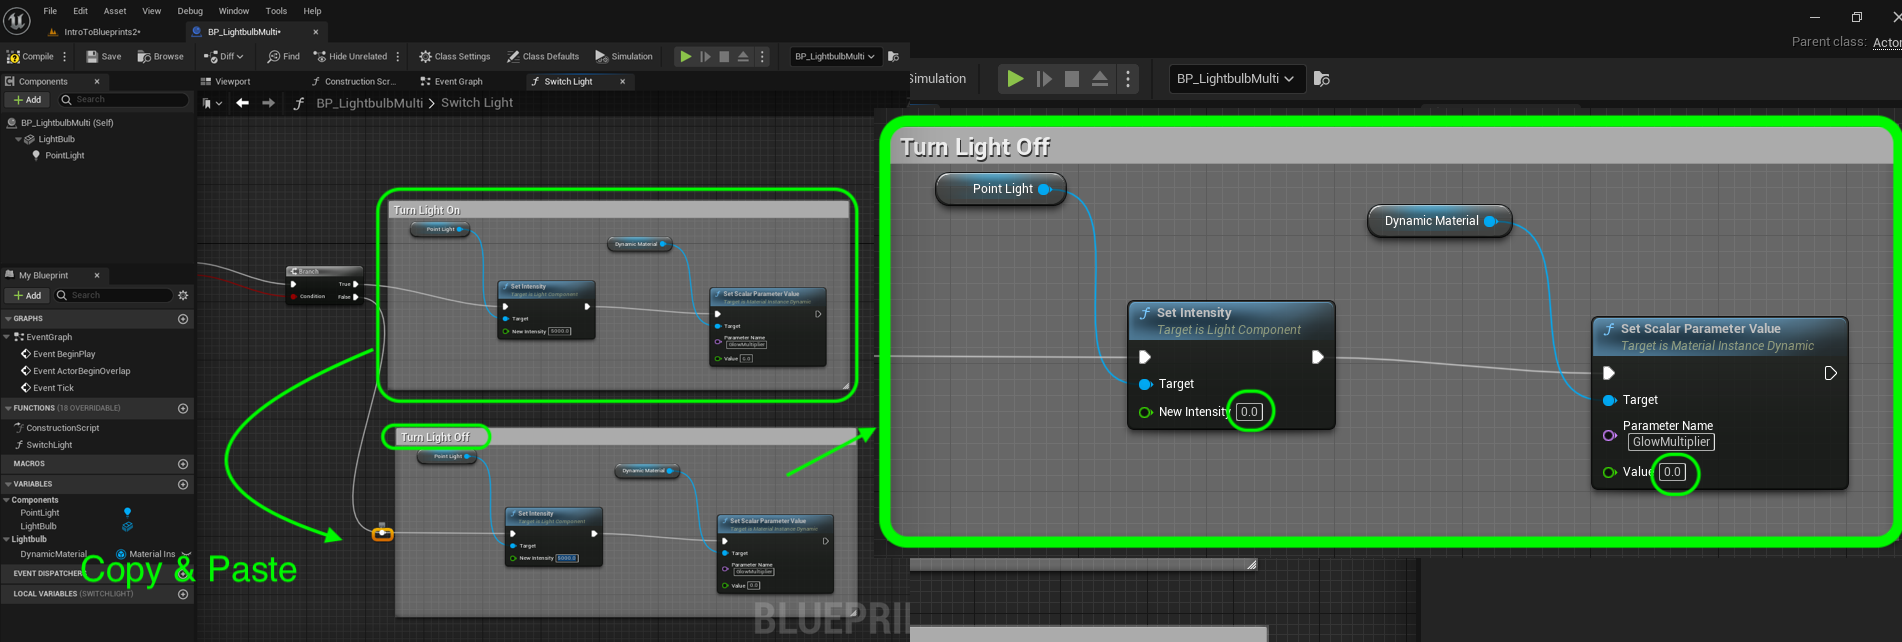 File Edit Asset View Debug Window Tools Help
IntroToBlueprints2* BP_LightbulbMulti*
Parent class: Actor
Compile Save Browse Diff Find Hide Unrelated Class Settings Class Defaults Simulation BP_LightbulbMulti
Simulation BP_LightbulbMulti
Components Viewport Construction Scr... Event Graph Switch Light
Add Search
BP_LightbulbMulti > Switch Light
BP_LightbulbMulti (Self)
LightBulb
PointLight
My Blueprint
Add Search
GRAPHS
EventGraph
Event BeginPlay
Event ActorBeginOverlap
Event Tick
FUNCTIONS (18 OVERRIDABLE)
ConstructionScript
SwitchLight
MACROS
VARIABLES
Components
PointLight
LightBulb
Lightbulb
DynamicMaterial Material Ins
EVENT DISPATCHERS
LOCAL VARIABLES (SWITCHLIGHT)
Copy & Paste
Branch
True
Condition False
Turn Light On
Point Light
Dynamic Material
Set Intensity
Target is Light Component
Target
New Intensity 5000.0
Set Scalar Parameter Value
Target is Material Instance Dynamic
Target
Parameter Name
GlowMultiplier
Value 5.0
Turn Light Off
Point Light
Dynamic Material
Set Intensity
Target is Light Component
Target
New Intensity 5000.0
Set Scalar Parameter Value
Target is Material Instance Dynamic
Target
Parameter Name
GlowMultiplier
Value 0.0
BLUEPRI
Turn Light Off
Point Light
Dynamic Material
Set Intensity
Target is Light Component
Target
New Intensity 0.0
Set Scalar Parameter Value
Target is Material Instance Dynamic
Target
Parameter Name
GlowMultiplier
Value 0.0